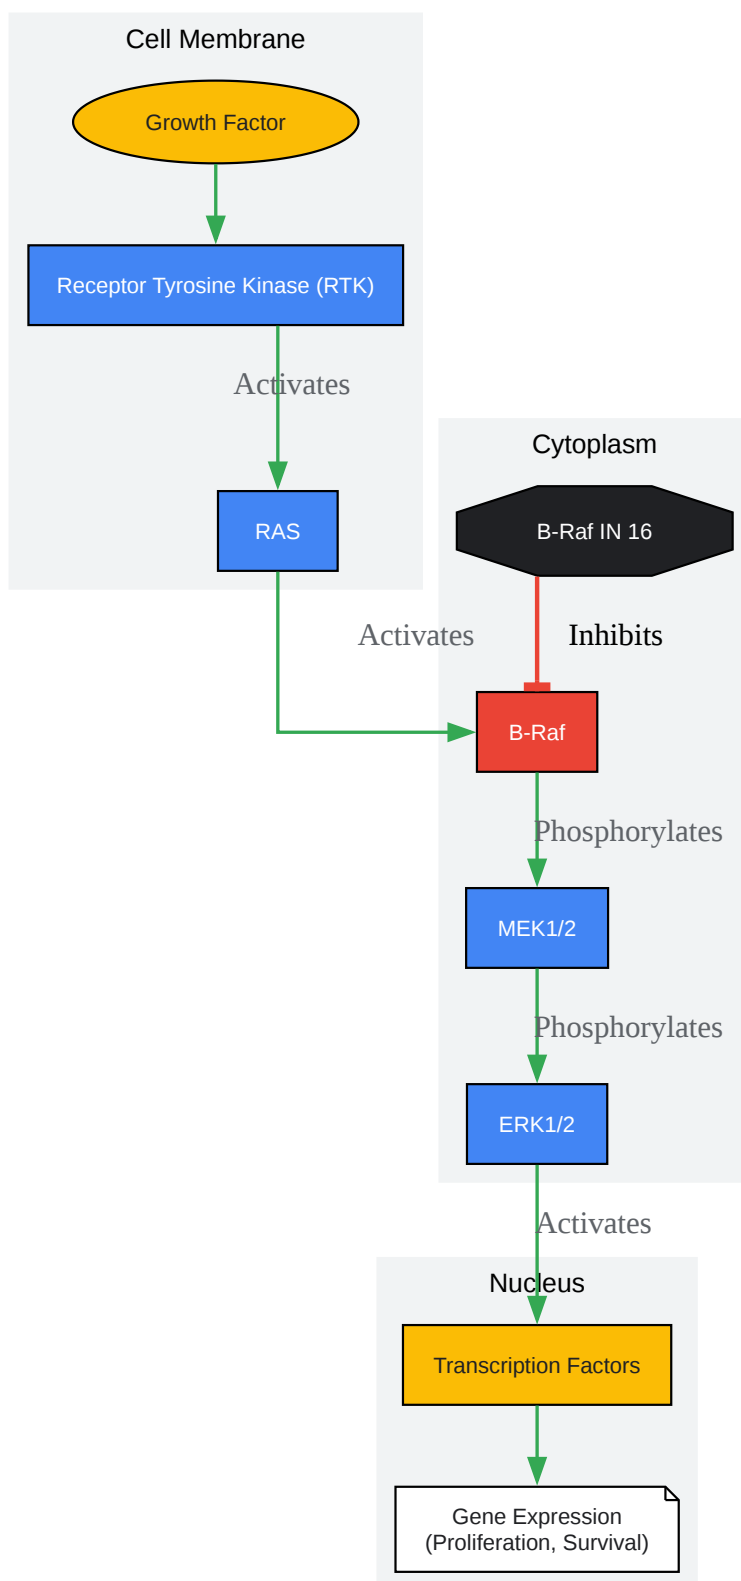 Cell Membrane
Growth Factor
Receptor Tyrosine Kinase (RTK)
Activates
RAS
Cytoplasm
B-Raf IN 16
Activates
Inhibits
B-Raf
Phosphorylates
MEK1/2
Phosphorylates
ERK1/2
Activates
Nucleus
Transcription Factors
Gene Expression
(Proliferation, Survival)